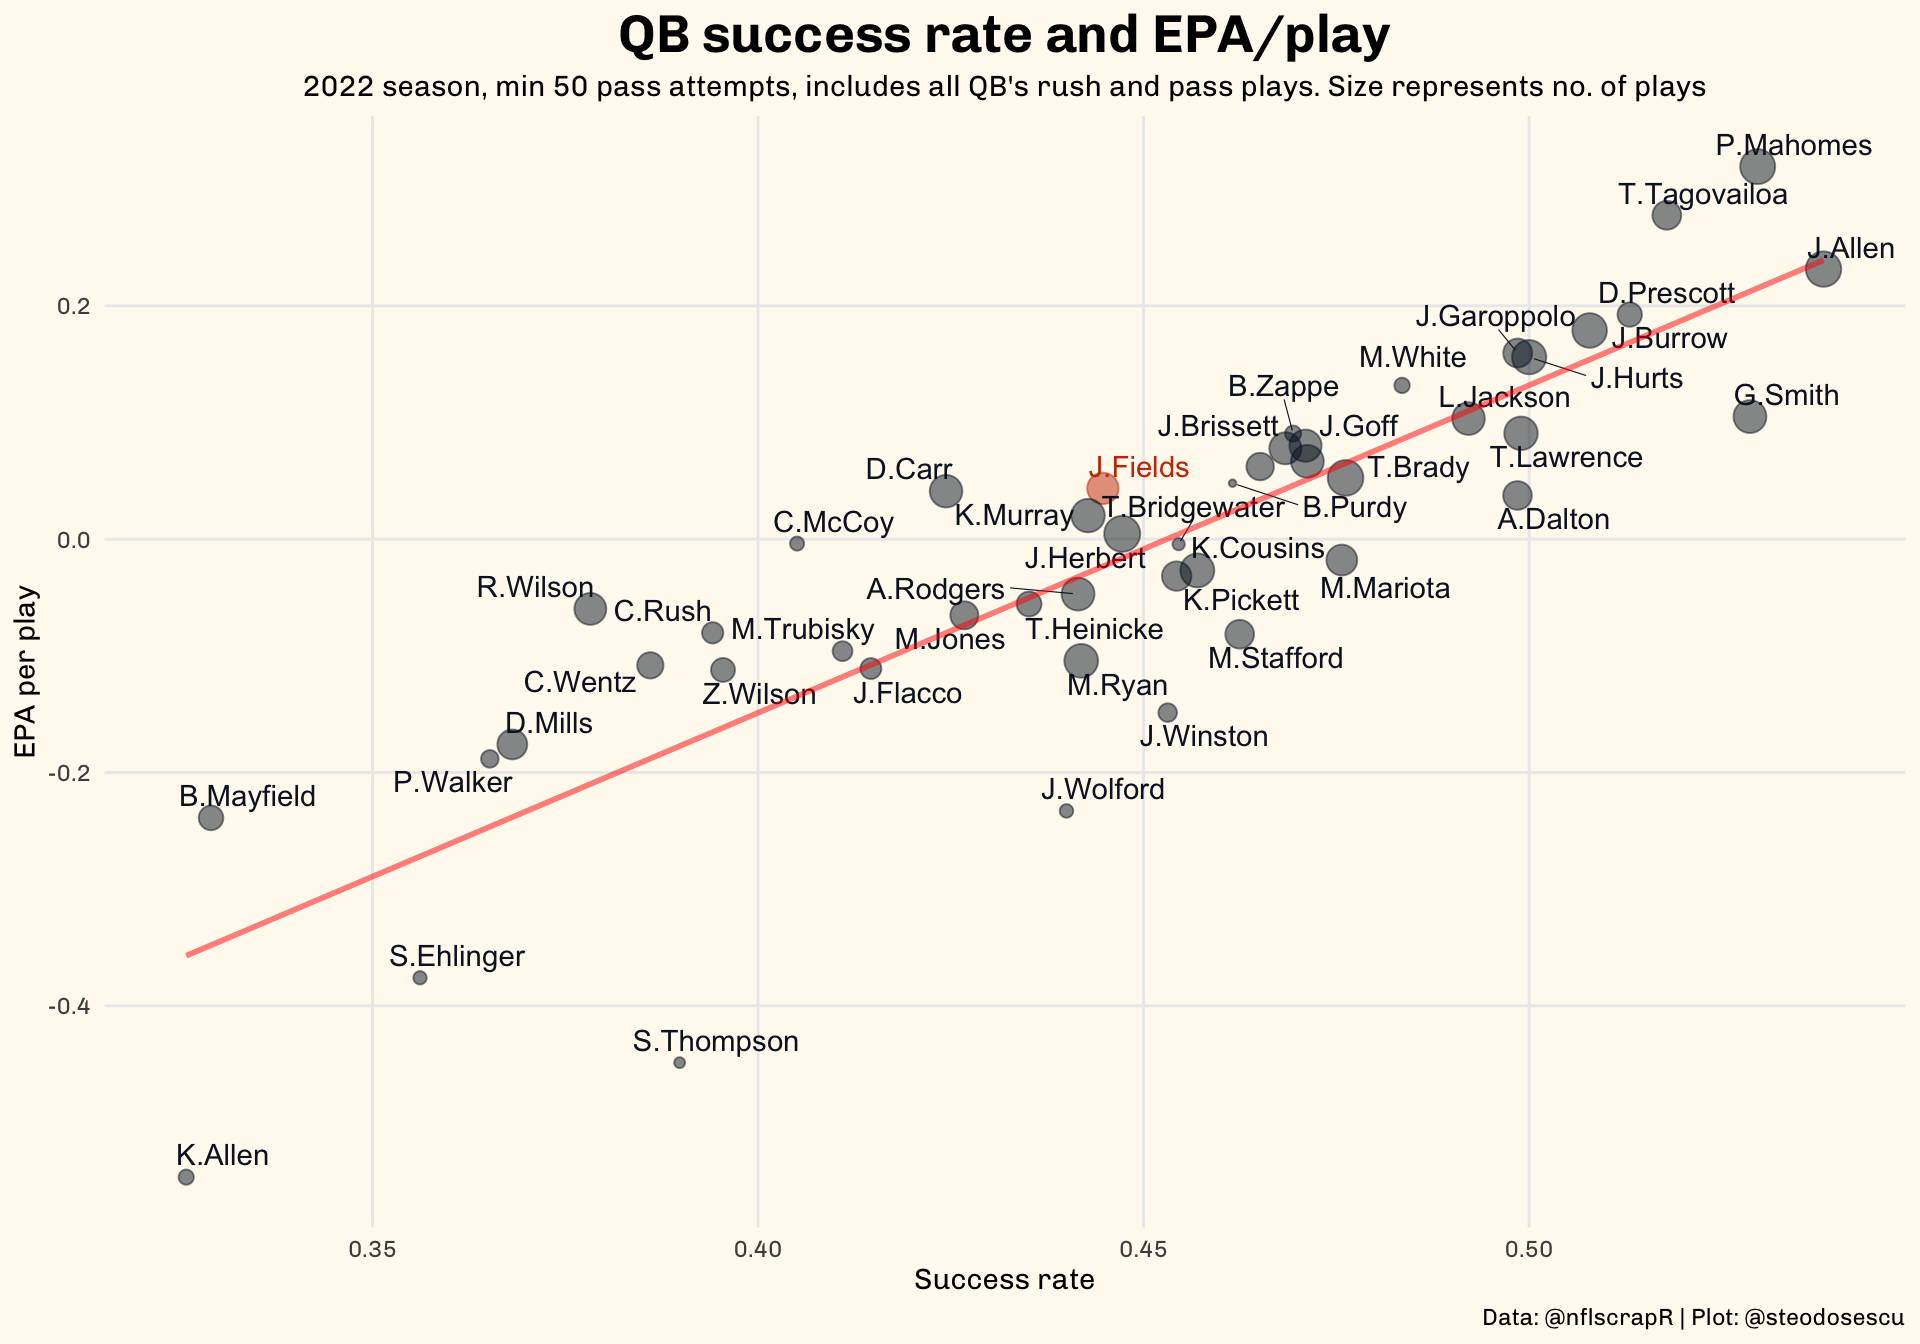 QB success rate and EPA/play
2022 season, min 50 pass attempts, includes all QB's rush and pass plays. Size represents no. of plays
P.Mahomes
T.Tagovailoa
J.Allen
D.Prescott
0.2
J.Garoppolo
J.Burrow
M.White
J.Hurts
B.Zappe
G.Smith
L.Jackson
J.Brissett
J.Goff
T.Lawrence
D.Carr
J.Fields
T.Brady
K.Murray
T.Bridgewater
B.Purdy
A.Dalton
C.McCoy
0.0
K.Cousins
J.Herbert
R.Wilson
A.Rodgers
M.Mariota
K.Pickett
C.Rush
M.Trubisky
M.Jones
T.Heinicke
M.Stafford
C.Wentz
Z.Wilson
J.Flacco
M.Ryan
D.Mills
J.Winston
-0.2
P.Walker
B.Mayfield
J.Wolford
EPA per play
S.Ehlinger
-0.4
S.Thompson
K.Allen
0.35
0.40
0.45
0.50
Success rate
Data: @nflscrapR | Plot: @steodosescu